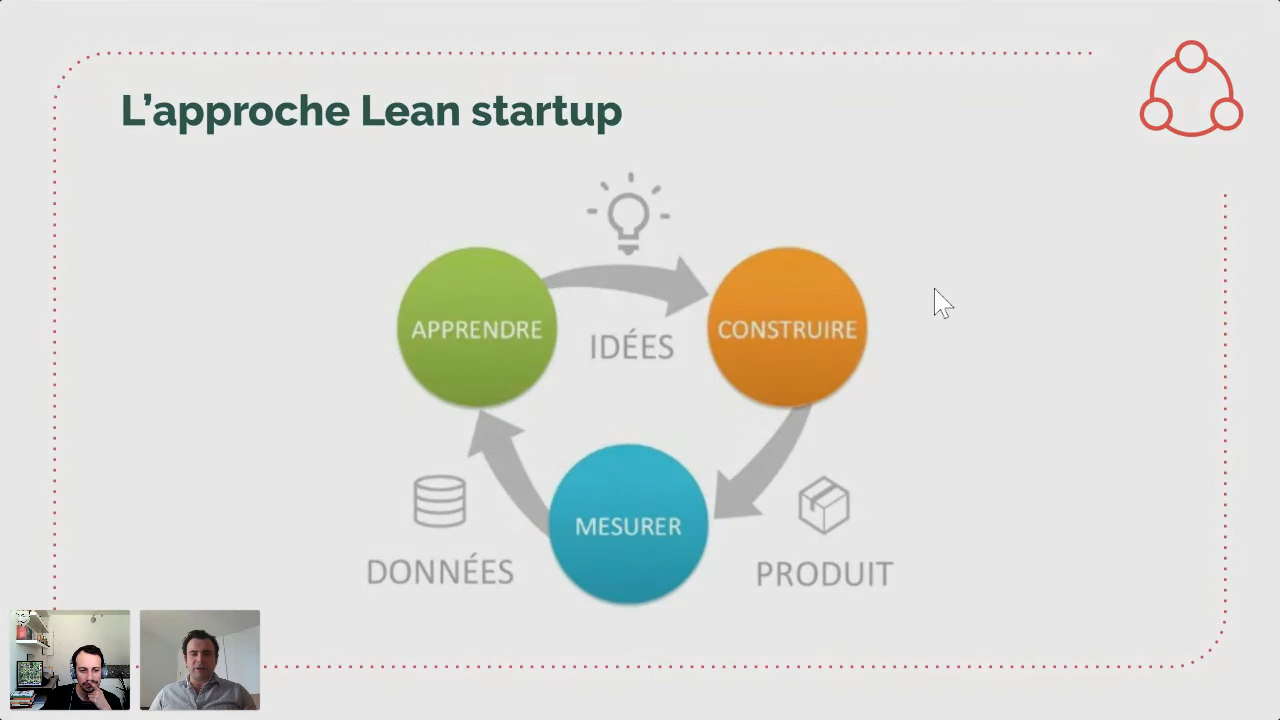 L’approche Lean startup
APPRENDRE
IDÉES
CONSTRUIRE
MESURER
DONNÉES
PRODUIT